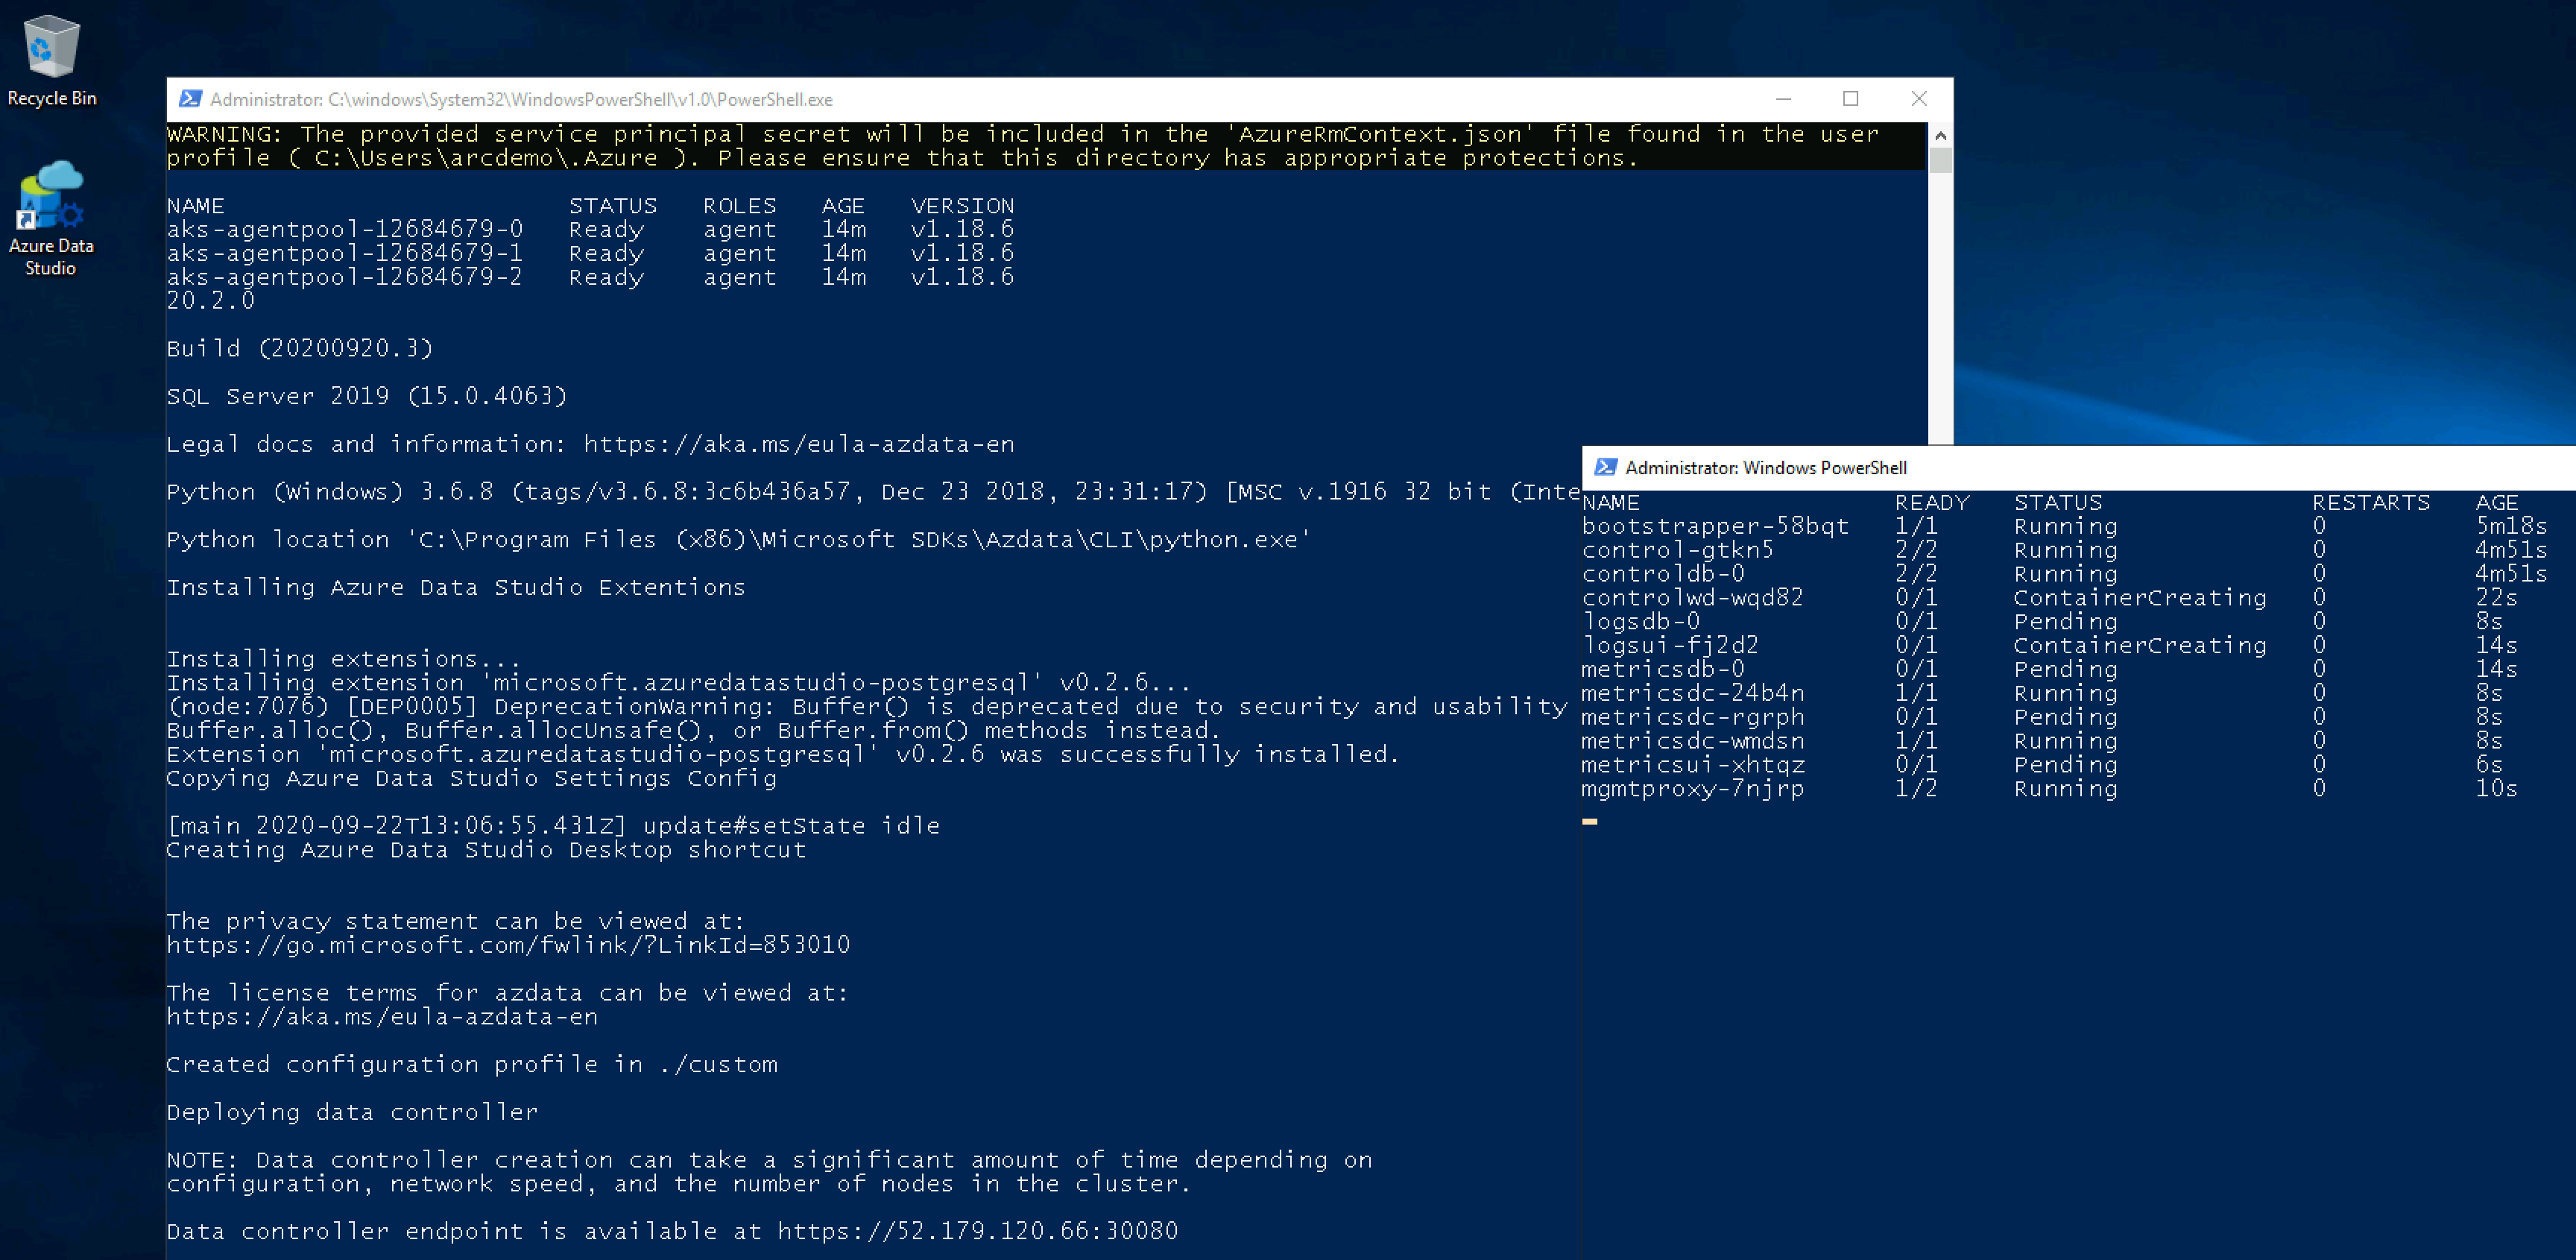 Recycle Bin
Azure Data
Studio
Administrator: C:\windows\System32\WindowsPowerShell\v1.0\PowerShell.exe
WARNING: The provided service principal secret will be included in the 'AzureRmContext.json' file found in the user
profile ( C:\Users\arcdemo\.Azure ). Please ensure that this directory has appropriate protections.
NAME STATUS ROLES AGE VERSION
aks-agentpool-12684679-0 Ready agent 14m v1.18.6
aks-agentpool-12684679-1 Ready agent 14m v1.18.6
aks-agentpool-12684679-2 Ready agent 14m v1.18.6
20.2.0
Build (20200920.3)
SQL Server 2019 (15.0.4063)
Legal docs and information: https://aka.ms/eula-azdata-en
Python (Windows) 3.6.8 (tags/v3.6.8:3c6b436a57, Dec 23 2018, 23:31:17) [MSC v.1916 32 bit (Inte
Python location 'C:\Program Files (x86)\Microsoft SDKs\Azdata\CLI\python.exe'
Installing Azure Data Studio Extentions
Installing extensions...
Installing extension 'microsoft.azuredatastudio-postgresql' v0.2.6...
(node:7076) [DEP0005] DeprecationWarning: Buffer() is deprecated due to security and usability
Buffer.alloc(), Buffer.allocUnsafe(), or Buffer.from() methods instead.
Extension 'microsoft.azuredatastudio-postgresql' v0.2.6 was successfully installed.
Copying Azure Data Studio Settings Config
[main 2020-09-22T13:06:55.431Z] update#setState idle
Creating Azure Data Studio Desktop shortcut
The privacy statement can be viewed at:
https://go.microsoft.com/fwlink/?LinkId=853010
The license terms for azdata can be viewed at:
https://aka.ms/eula-azdata-en
Created configuration profile in ./custom
Deploying data controller
NOTE: Data controller creation can take a significant amount of time depending on
configuration, network speed, and the number of nodes in the cluster.
Data controller endpoint is available at https://52.179.120.66:30080
Administrator: Windows PowerShell
NAME READY STATUS RESTARTS AGE
bootstrapper-58bqt 1/1 Running 0 5m18s
control-gtkn5 2/2 Running 0 4m51s
controldb-0 2/2 Running 0 4m51s
controlwd-wqd82 0/1 ContainerCreating 0 22s
logsdb-0 0/1 Pending 0 8s
logsui-fj2d2 0/1 ContainerCreating 0 14s
metricsdb-0 0/1 Pending 0 14s
metricsdc-24b4n 1/1 Running 0 8s
metricsdc-rgrph 0/1 Pending 0 8s
metricsdc-wmdsn 1/1 Running 0 8s
metricsui-xhtqz 0/1 Pending 0 6s
mgmtproxy-7njrp 1/2 Running 0 10s